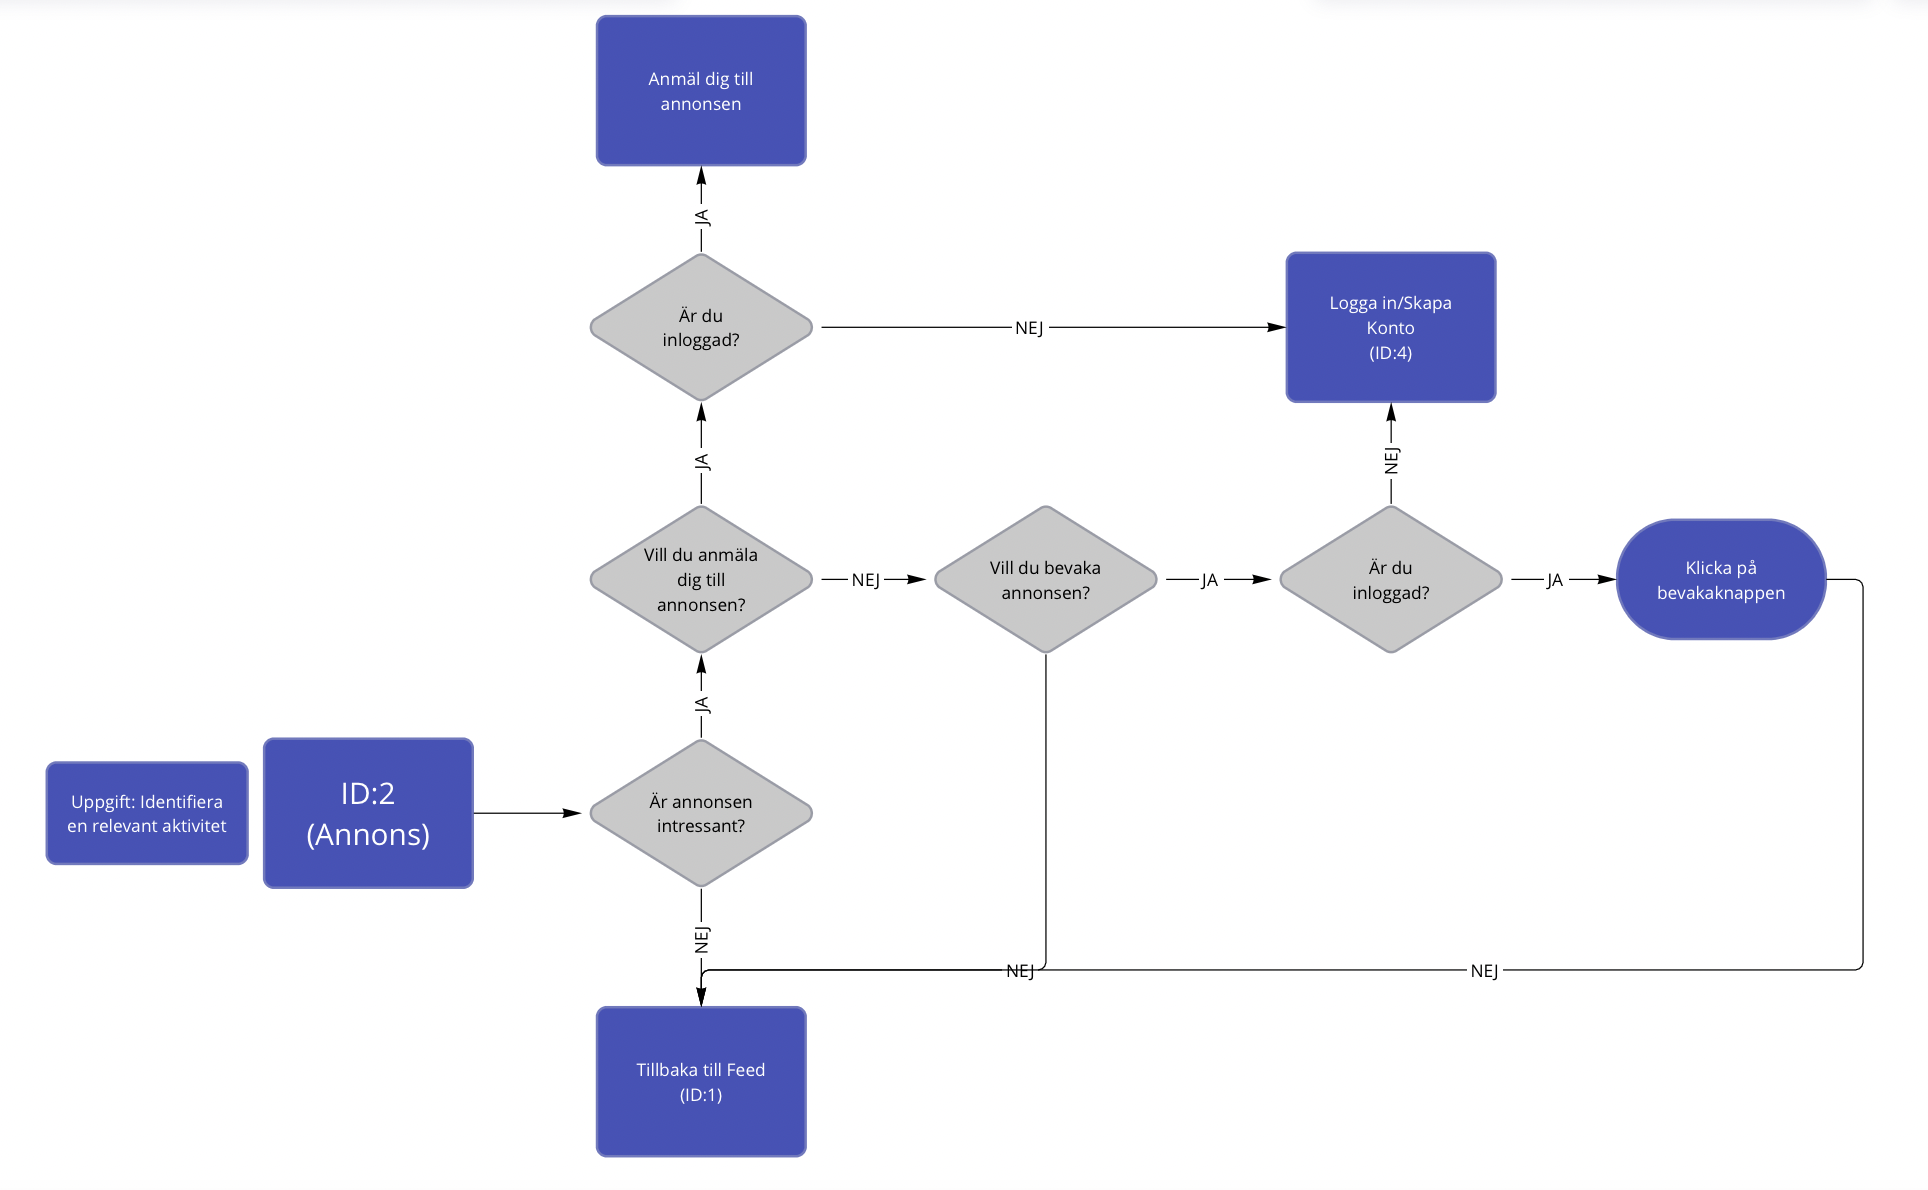 Anmäl dig till
annonsen
JA
Är du
inloggad?
NEJ
Logga in/Skapa
Konto
(ID:4)
JA
NEJ
Vill du anmäla
dig till
annonsen?
NEJ
Vill du bevaka
annonsen?
JA
Är du
inloggad?
JA
Klicka på
bevakaknappen
JA
Uppgift: Identifiera
en relevant aktivitet
ID:2
(Annons)
Är annonsen
intressant?
NEJ
NEJ
NEJ
Tillbaka till Feed
(ID:1)